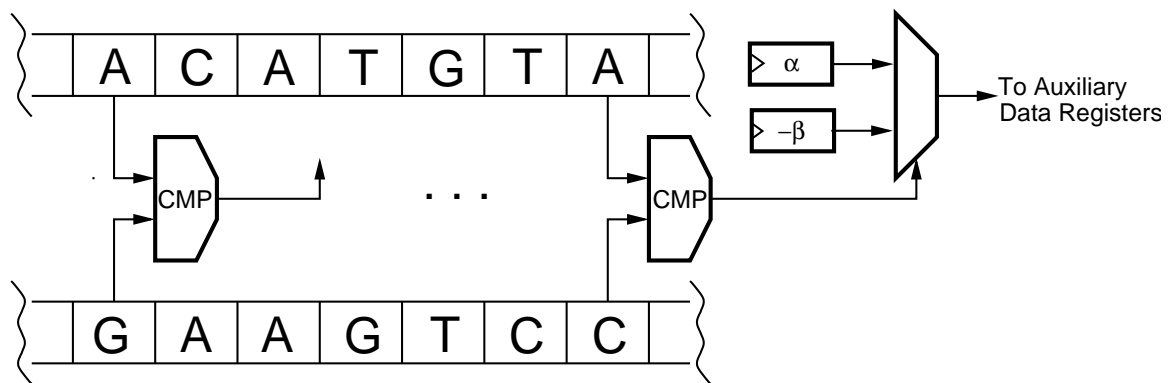 A C A T G T A
α
−β
To Auxiliary
Data Registers
CMP
. . .
CMP
G A A G T C C